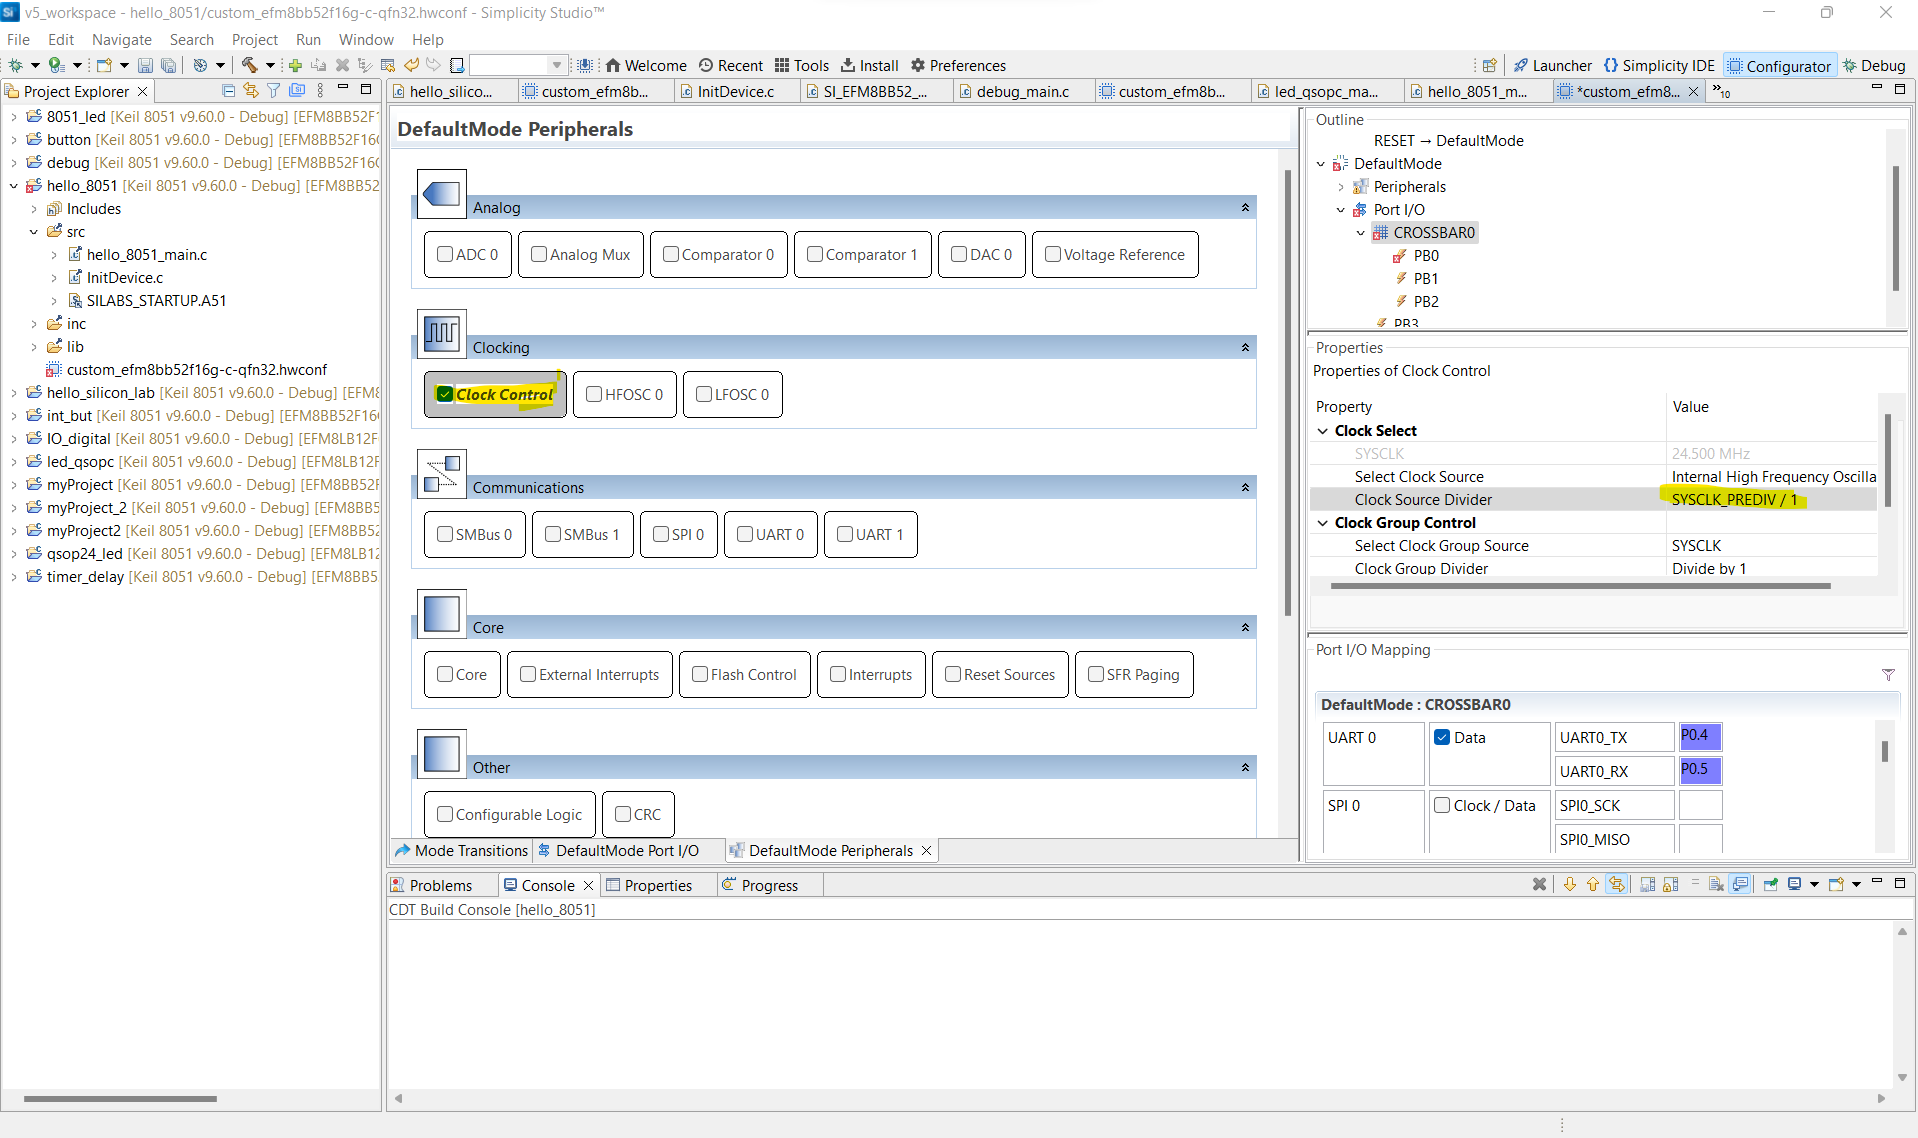 v5_workspace - hello_8051/custom_efm8bb52f16g-c-qfn32.hwconf - Simplicity Studio™
File Edit Navigate Search Project Run Window Help
Welcome Recent Tools Install Preferences
Launcher Simplicity IDE Configurator Debug
Project Explorer
8051_led [Keil 8051 v9.60.0 - Debug] [EFM8BB52F1
button [Keil 8051 v9.60.0 - Debug] [EFM8BB52F16
debug [Keil 8051 v9.60.0 - Debug] [EFM8BB52F16
hello_8051 [Keil 8051 v9.60.0 - Debug] [EFM8BB52
Includes
src
hello_8051_main.c
InitDevice.c
SILABS_STARTUP.A51
inc
lib
custom_efm8bb52f16g-c-qfn32.hwconf
hello_silicon_lab [Keil 8051 v9.60.0 - Debug] [EFM8
int_but [Keil 8051 v9.60.0 - Debug] [EFM8BB52F16
IO_digital [Keil 8051 v9.60.0 - Debug] [EFM8LB12F
led_qsopc [Keil 8051 v9.60.0 - Debug] [EFM8LB12F
myProject [Keil 8051 v9.60.0 - Debug] [EFM8BB52F
myProject_2 [Keil 8051 v9.60.0 - Debug] [EFM8BB5
myProject2 [Keil 8051 v9.60.0 - Debug] [EFM8BB52
qsop24_led [Keil 8051 v9.60.0 - Debug] [EFM8LB12
timer_delay [Keil 8051 v9.60.0 - Debug] [EFM8BB5
hello_silico... custom_efm8b... InitDevice.c SI_EFM8BB52_... debug_main.c custom_efm8b... led_qsopc_ma... hello_8051_m... *custom_efm8... »10
DefaultMode Peripherals
Analog
ADC 0 Analog Mux Comparator 0 Comparator 1 DAC 0 Voltage Reference
Clocking
Clock Control HFOSC 0 LFOSC 0
Communications
SMBus 0 SMBus 1 SPI 0 UART 0 UART 1
Core
Core External Interrupts Flash Control Interrupts Reset Sources SFR Paging
Other
Configurable Logic CRC
Mode Transitions DefaultMode Port I/O DefaultMode Peripherals
Outline
RESET → DefaultMode
DefaultMode
Peripherals
Port I/O
CROSSBAR0
PB0
PB1
PB2
PB3
Properties
Properties of Clock Control
Property Value
Clock Select
SYSCLK 24.500 MHz
Select Clock Source Internal High Frequency Oscilla
Clock Source Divider SYSCLK_PREDIV / 1
Clock Group Control
Select Clock Group Source SYSCLK
Clock Group Divider Divide by 1
Port I/O Mapping
DefaultMode : CROSSBAR0
UART 0 Data UART0_TX P0.4
UART0_RX P0.5
SPI 0 Clock / Data SPI0_SCK
SPI0_MISO
Problems Console Properties Progress
CDT Build Console [hello_8051]